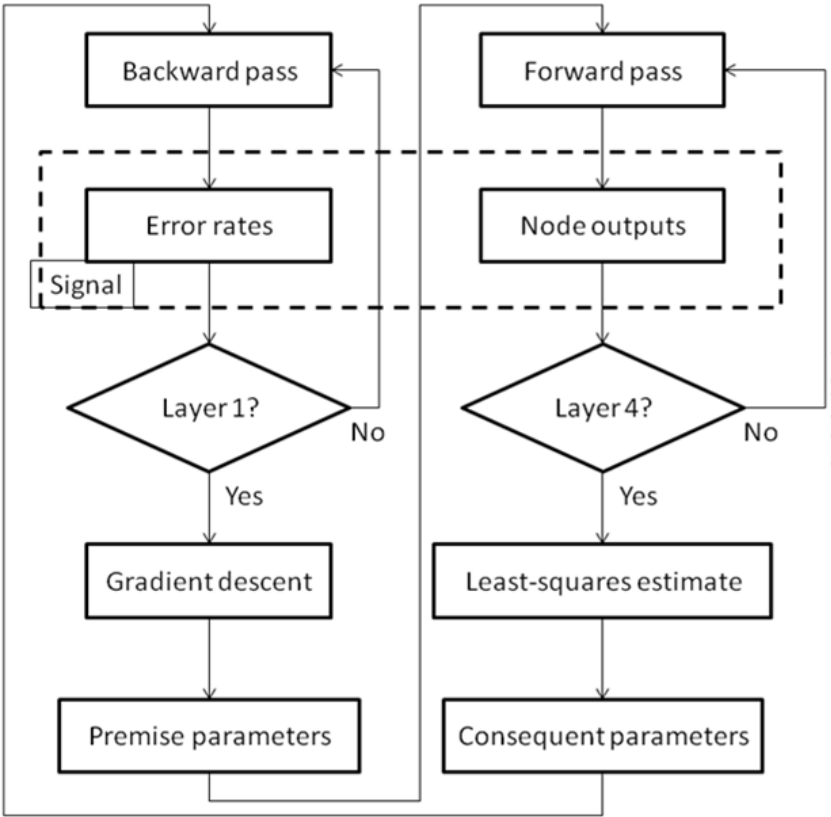 Backward pass
Error rates
Signal
Layer 1?
No
Yes
Gradient descent
Premise parameters
Forward pass
Node outputs
Layer 4?
No
Yes
Least-squares estimate
Consequent parameters